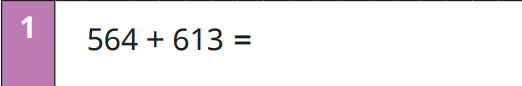 1
564 + 613 =